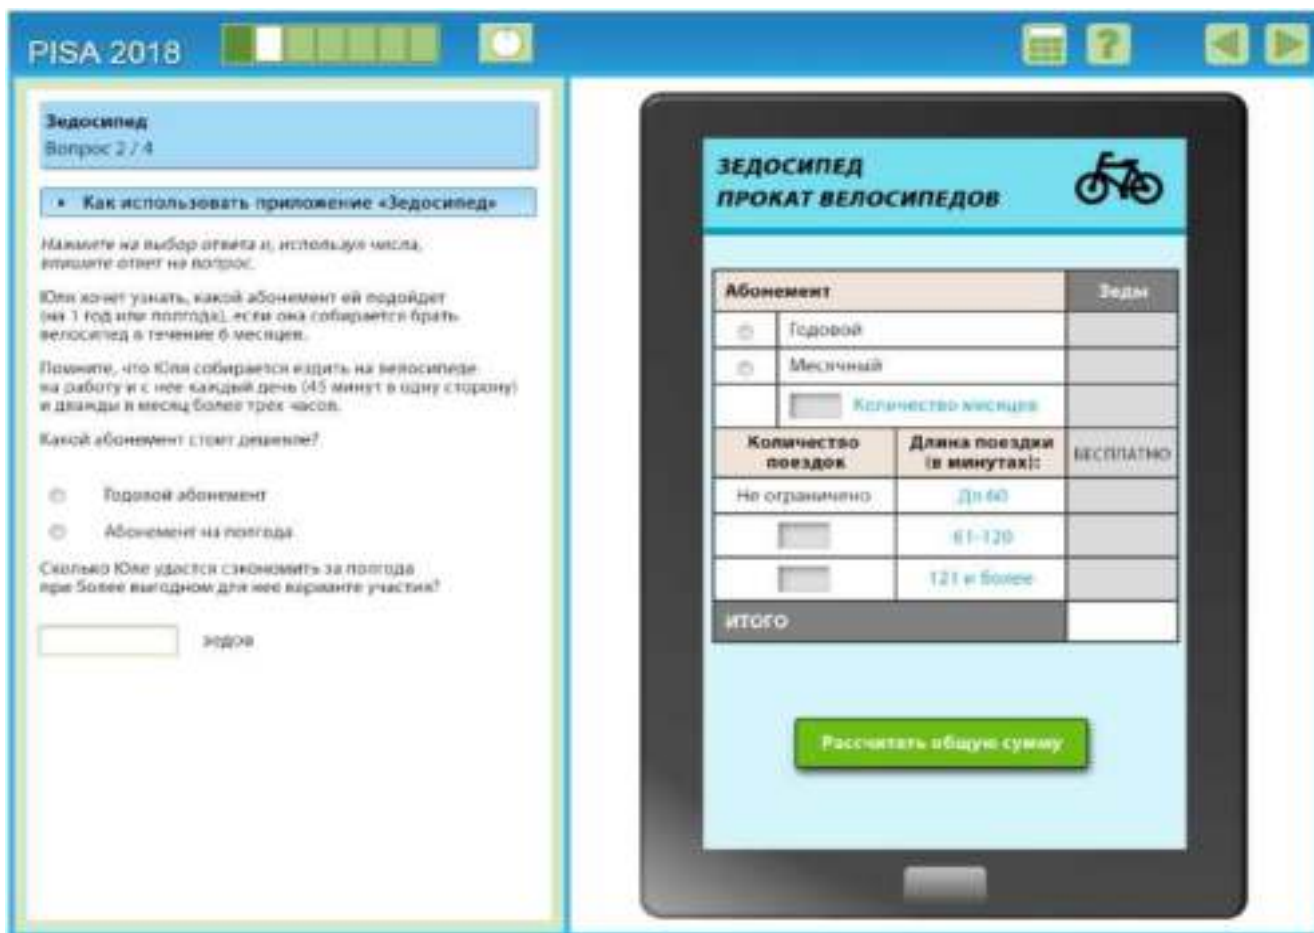 PISA 2018
?
Зедосипед
Вопрос 2 / 4
• Как использовать приложение «Зедосипед»
Нажмите на выбор ответа и, используя числа,
впишите ответ на вопрос.
Юля хочет узнать, какой абонемент ей подойдет
(на 1 год или полгода), если она собирается брать
велосипед в течение 6 месяцев.
Помните, что Юля собирается ездить на велосипеде
на работу и с нее каждый день (45 минут в одну сторону)
и дважды в месяц более трех часов.
Какой абонемент стоит дешевле?
Годовой абонемент
Абонемент на полгода
Сколько Юле удастся сэкономить за полгода
при более выгодном для нее варианте участия?
зедов
ЗЕДОСИПЕД
ПРОКАТ ВЕЛОСИПЕДОВ
Абонемент Зеды
Годовой
Месячный
Количество месяцев
Количество поездок Длина поездки (в минутах): БЕСПЛАТНО
Не ограничено До 60
61-120
121 и более
ИТОГО
Рассчитать общую сумму